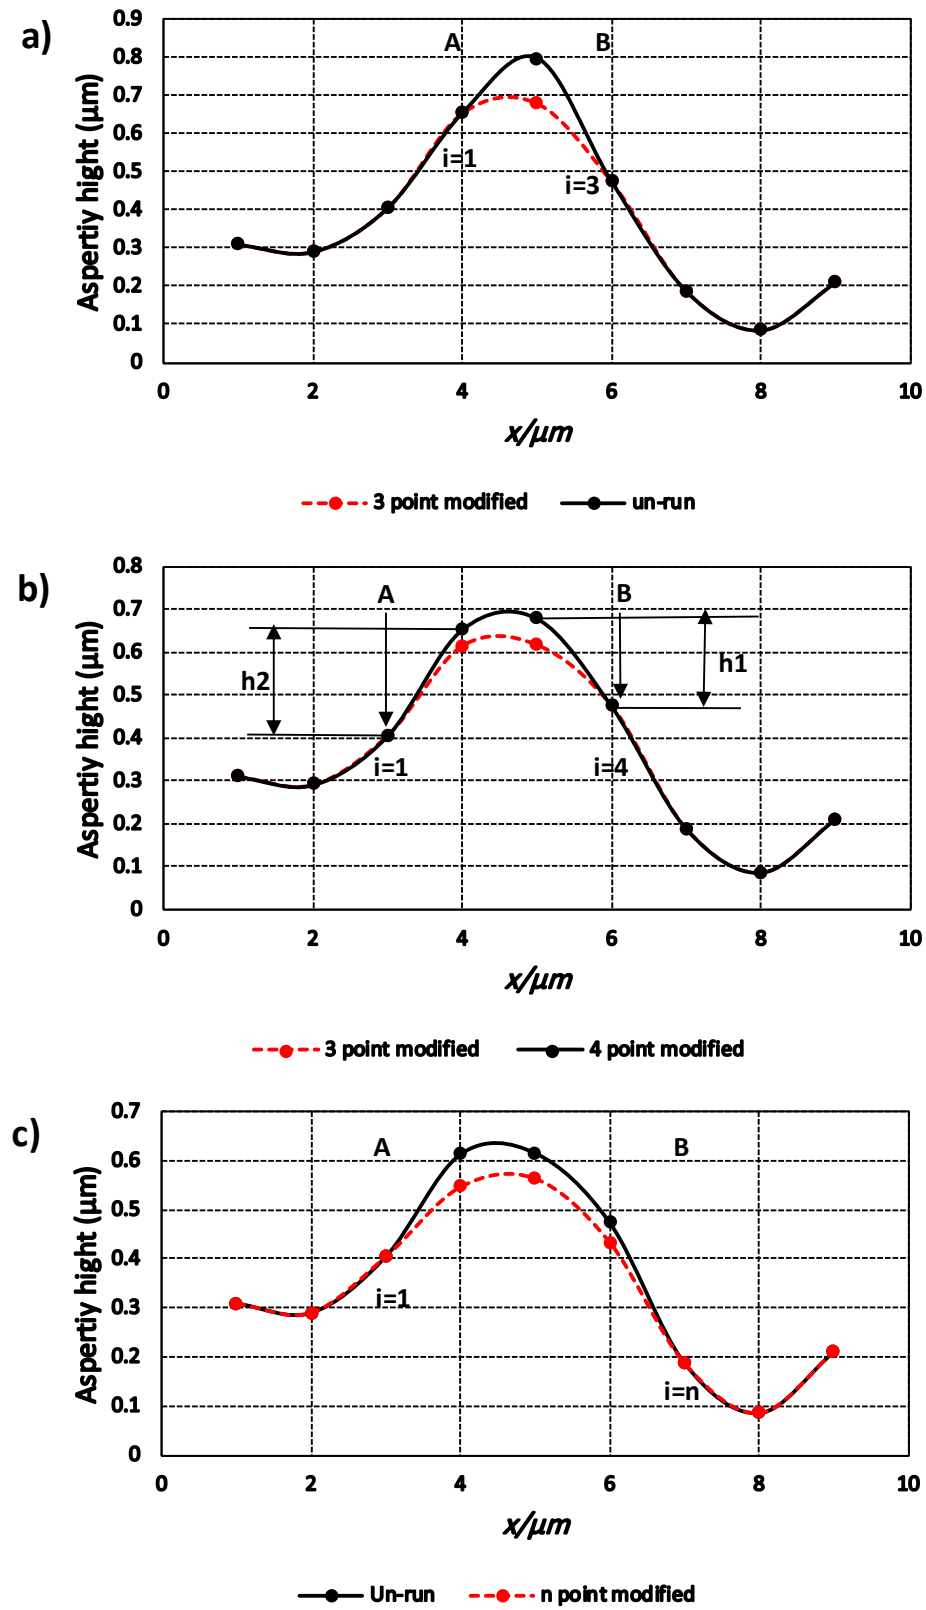 a)
Aspertiy hight (µm)
0.9
0.8
0.7
0.6
0.5
0.4
0.3
0.2
0.1
0
A
B
i=1
i=3
0 2 4 6 8 10
x/µm
3 point modified un-run
b)
Aspertiy hight (µm)
0.8
0.7
0.6
0.5
0.4
0.3
0.2
0.1
0
A
B
h2
h1
i=1
i=4
0 2 4 6 8 10
x/µm
3 point modified 4 point modified
c)
Aspertiy hight (µm)
0.7
0.6
0.5
0.4
0.3
0.2
0.1
0
A
B
i=1
i=n
0 2 4 6 8 10
x/µm
Un-run n point modified